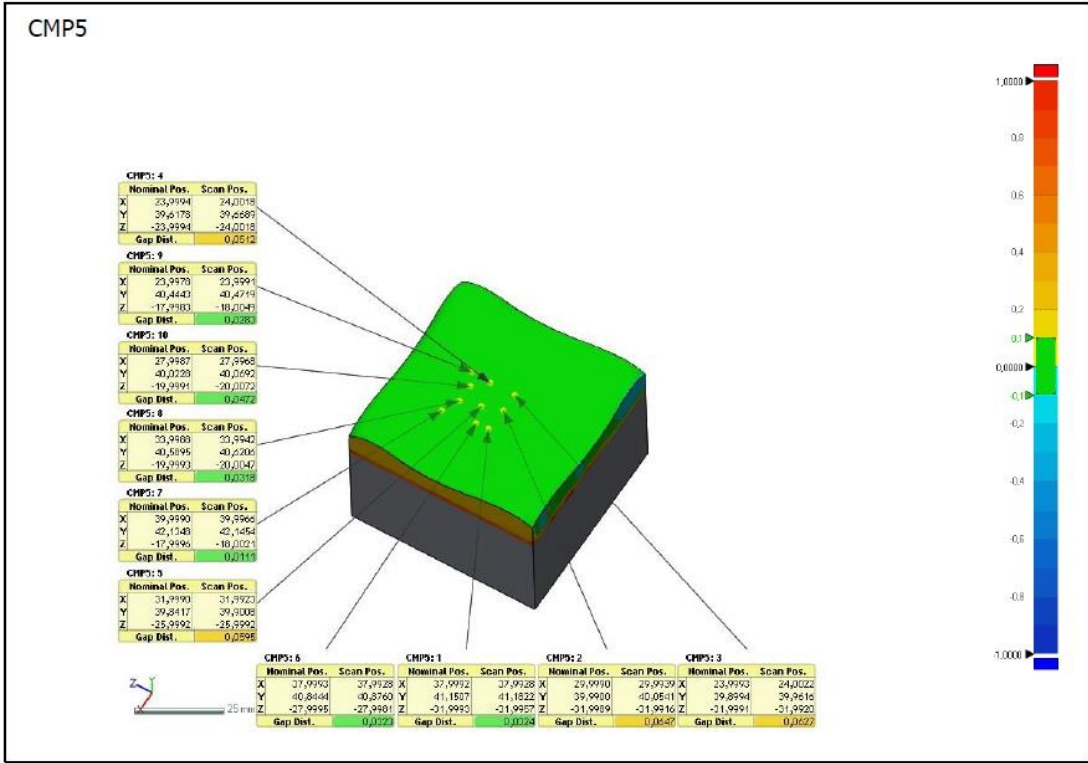 CMP5
CMP5: 4
Nominal Pos. Scan Pos.
X 23,9994 24,0018
Y 39,6178 39,6689
Z -23,9994 -24,0018
Gap Dist. 0,0512
CMP5: 9
Nominal Pos. Scan Pos.
X 23,9978 23,9991
Y 40,4443 40,4719
Z -17,9983 -18,0049
Gap Dist. 0,0283
CMP5: 10
Nominal Pos. Scan Pos.
X 27,9987 27,9968
Y 40,0228 40,0692
Z -19,9991 -20,0072
Gap Dist. 0,0472
CMP5: 8
Nominal Pos. Scan Pos.
X 33,9988 33,9942
Y 40,5895 40,6206
Z -19,9993 -20,0047
Gap Dist. 0,0318
CMP5: 7
Nominal Pos. Scan Pos.
X 39,9990 39,9966
Y 42,1348 42,1454
Z -17,9996 -18,0021
Gap Dist. 0,0111
CMP5: 5
Nominal Pos. Scan Pos.
X 31,9990 31,9923
Y 39,8417 39,9008
Z -25,9992 -25,9992
Gap Dist. 0,0595
CMP5: 6
Nominal Pos. Scan Pos.
X 37,9993 37,9928
Y 40,8444 40,8760
Z -27,9995 -27,9981
Gap Dist. 0,0323
CMP5: 1
Nominal Pos. Scan Pos.
X 37,9992 37,9928
Y 41,1507 41,1822
Z -31,9993 -31,9957
Gap Dist. 0,0324
CMP5: 2
Nominal Pos. Scan Pos.
X 29,9990 29,9939
Y 39,9900 40,0541
Z -31,9989 -31,9916
Gap Dist. 0,0647
CMP5: 3
Nominal Pos. Scan Pos.
X 23,9993 24,0022
Y 39,8994 39,9616
Z -31,9991 -31,9920
Gap Dist. 0,0627
1,0000
0,8
0,6
0,4
0,2
0,1
0,0000
-0,1
-0,2
-0,4
-0,6
-0,8
-1,0000
Z Y
X
25 mm